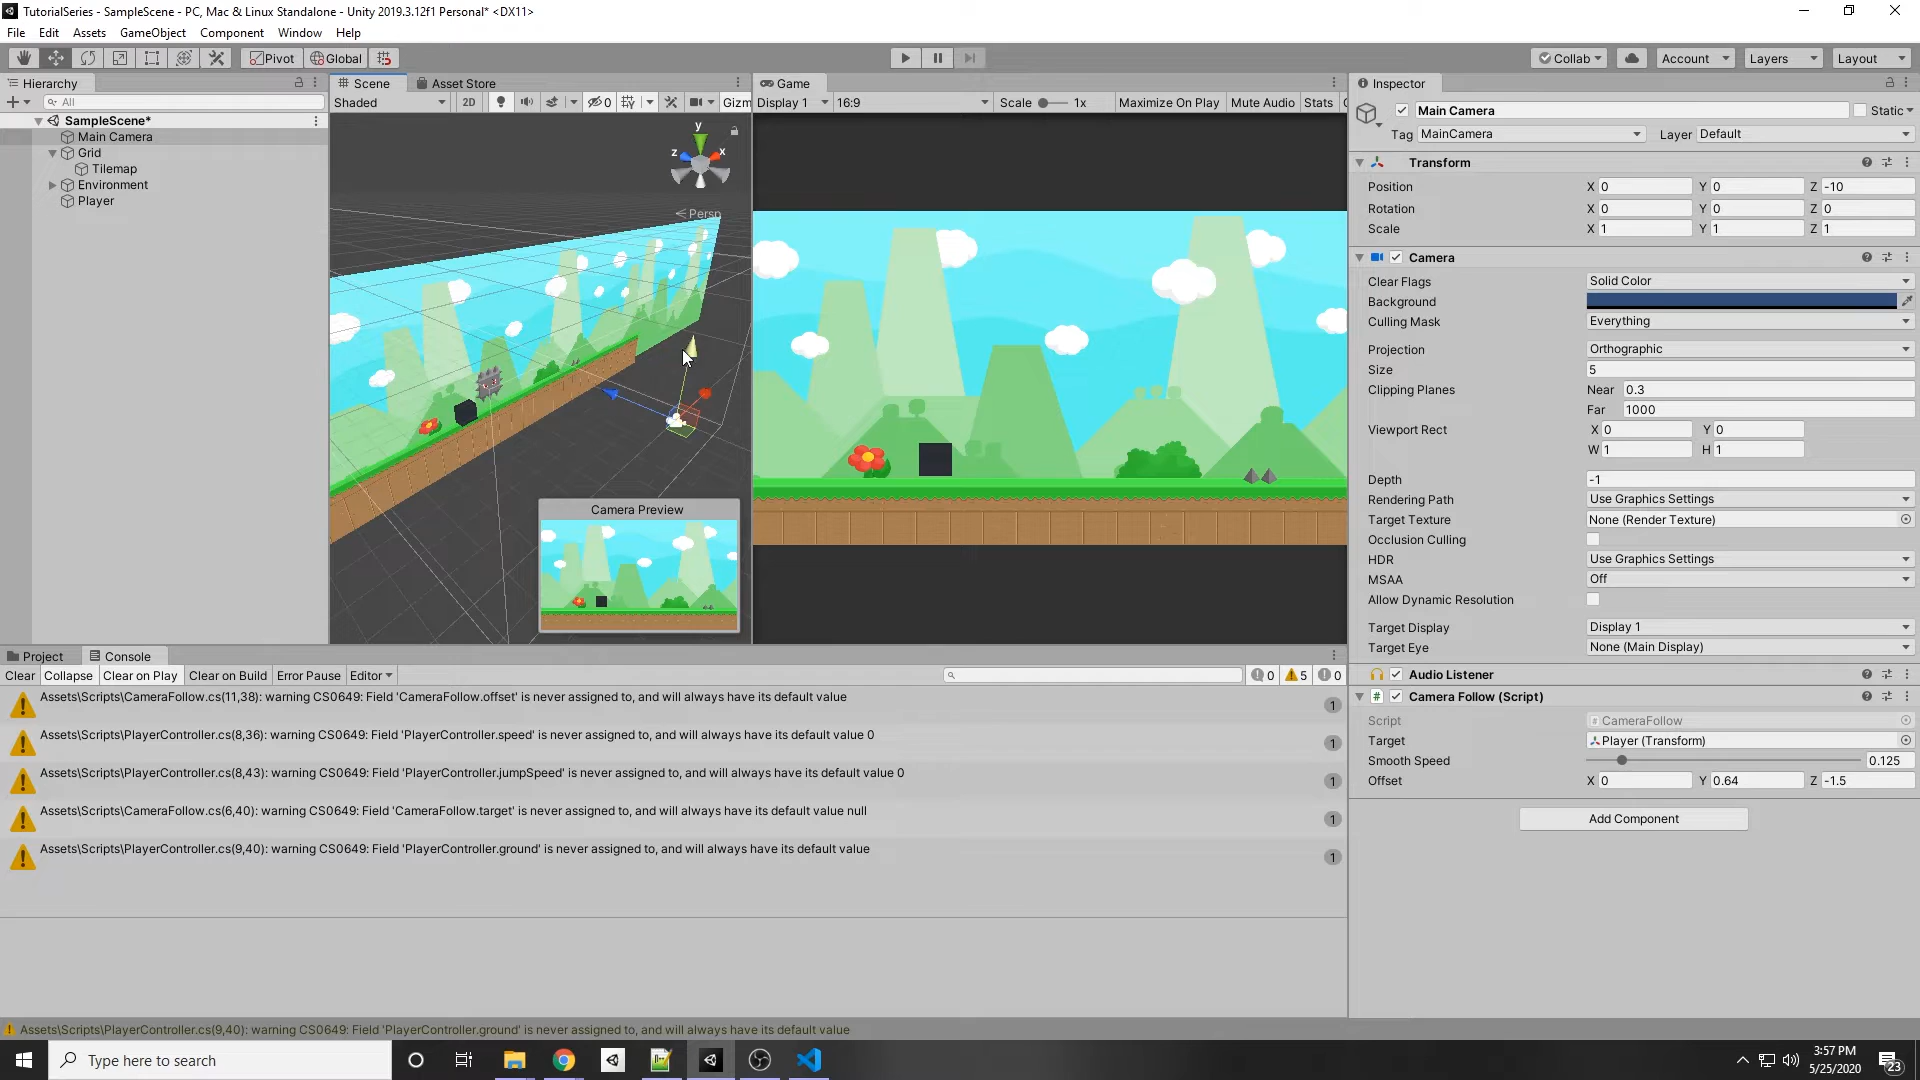 TutorialSeries - SampleScene - PC, Mac & Linux Standalone - Unity 2019.3.12f1 Personal* <DX11>
File Edit Assets GameObject Component Window Help
Pivot Global Collab Account Layers Layout
Hierarchy
All
SampleScene*
Main Camera
Grid
Tilemap
Environment
Player
Scene Asset Store
Shaded 2D 0 Gizm
y
z x
Persp
Camera Preview
Game
Display 1 16:9 Scale 1x Maximize On Play Mute Audio Stats
Inspector
Main Camera Static
Tag MainCamera Layer Default
Transform
Position X 0 Y 0 Z -10
Rotation X 0 Y 0 Z 0
Scale X 1 Y 1 Z 1
Camera
Clear Flags Solid Color
Background
Culling Mask Everything
Projection Orthographic
Size 5
Clipping Planes Near 0.3
Far 1000
Viewport Rect X 0 Y 0
W 1 H 1
Depth -1
Rendering Path Use Graphics Settings
Target Texture None (Render Texture)
Occlusion Culling
HDR Use Graphics Settings
MSAA Off
Allow Dynamic Resolution
Target Display Display 1
Target Eye None (Main Display)
Audio Listener
# Camera Follow (Script)
Script # CameraFollow
Target Player (Transform)
Smooth Speed 0.125
Offset X 0 Y 0.64 Z -1.5
Add Component
Project Console
Clear Collapse Clear on Play Clear on Build Error Pause Editor 0 5 0
Assets\Scripts\CameraFollow.cs(11,38): warning CS0649: Field 'CameraFollow.offset' is never assigned to, and will always have its default value 1
Assets\Scripts\PlayerController.cs(8,36): warning CS0649: Field 'PlayerController.speed' is never assigned to, and will always have its default value 0 1
Assets\Scripts\PlayerController.cs(8,43): warning CS0649: Field 'PlayerController.jumpSpeed' is never assigned to, and will always have its default value 0 1
Assets\Scripts\CameraFollow.cs(6,40): warning CS0649: Field 'CameraFollow.target' is never assigned to, and will always have its default value null 1
Assets\Scripts\PlayerController.cs(9,40): warning CS0649: Field 'PlayerController.ground' is never assigned to, and will always have its default value 1
Assets\Scripts\PlayerController.cs(9,40): warning CS0649: Field 'PlayerController.ground' is never assigned to, and will always have its default value
Type here to search
3:57 PM
5/25/2020
23